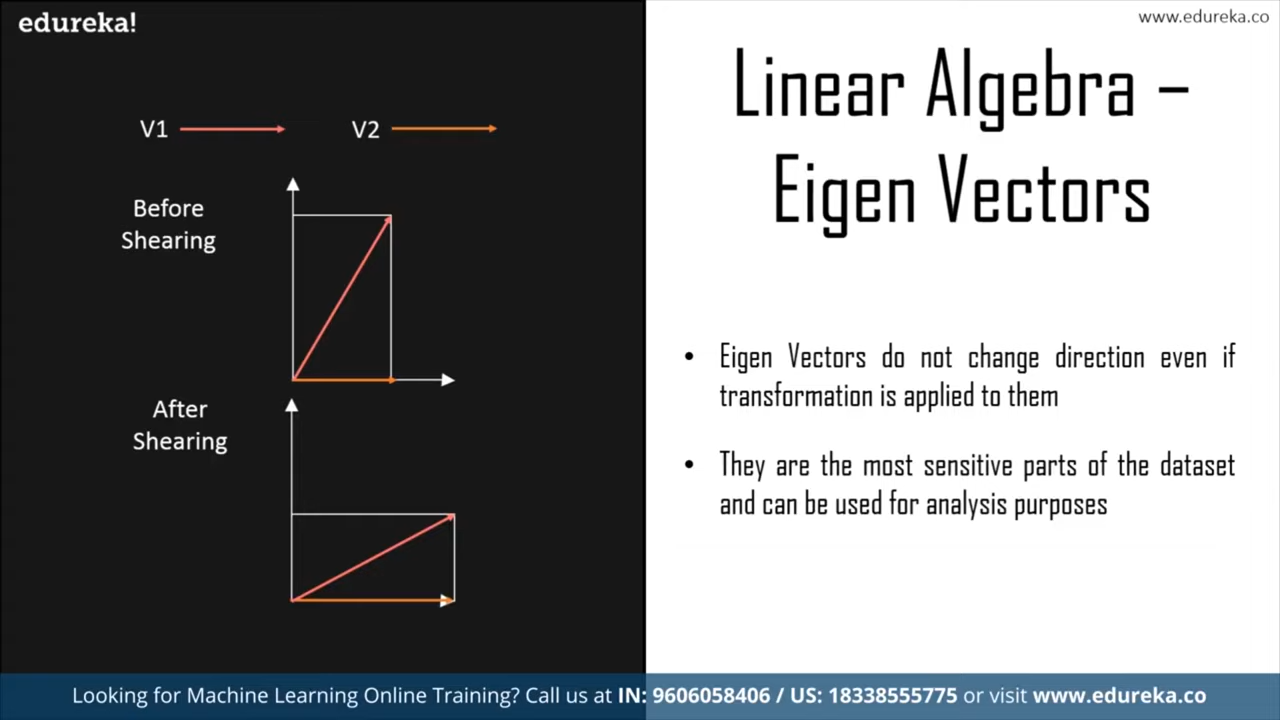 edureka!
www.edureka.co
V1
V2
Before
Shearing
After
Shearing
Linear Algebra –
Eigen Vectors
• Eigen Vectors do not change direction even if
transformation is applied to them
• They are the most sensitive parts of the dataset
and can be used for analysis purposes
Looking for Machine Learning Online Training? Call us at IN: 9606058406 / US: 18338555775 or visit www.edureka.co